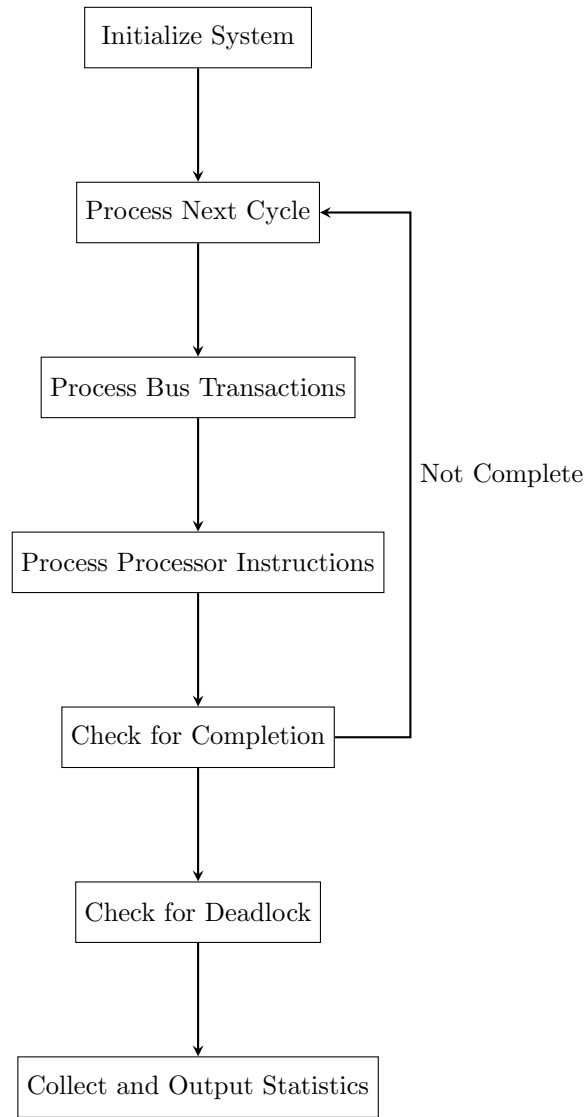 Initialize System
Process Next Cycle
Process Bus Transactions
Not Complete
Process Processor Instructions
Check for Completion
Check for Deadlock
Collect and Output Statistics